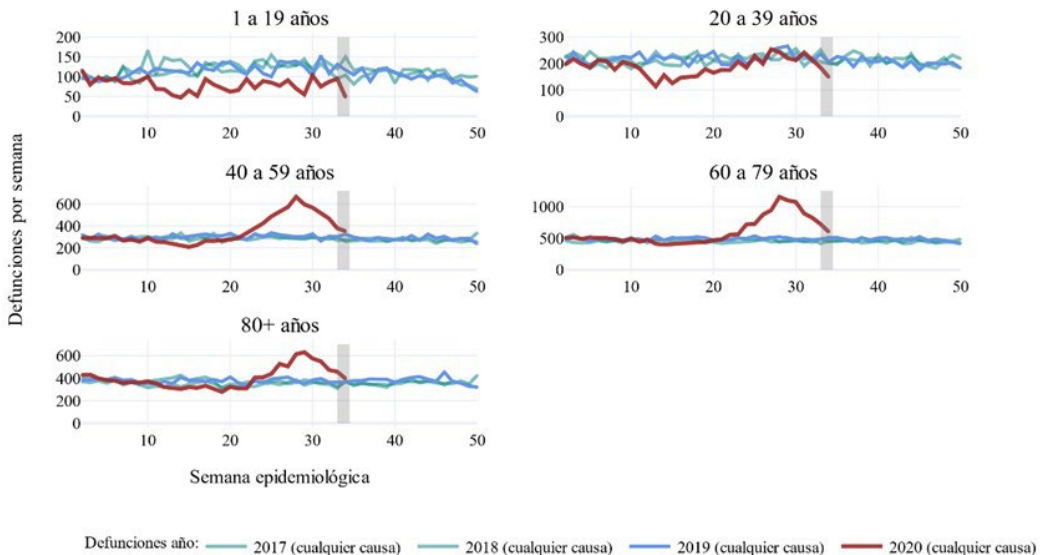 1 a 19 años
200
150
100
50
0
10 20 30 40 50
20 a 39 años
300
200
100
0
10 20 30 40 50
40 a 59 años
600
400
200
0
10 20 30 40 50
60 a 79 años
1000
500
0
10 20 30 40 50
80+ años
600
400
200
0
10 20 30 40 50
Defunciones por semana
Semana epidemiológica
Defunciones año: 2017 (cualquier causa) 2018 (cualquier causa) 2019 (cualquier causa) 2020 (cualquier causa)